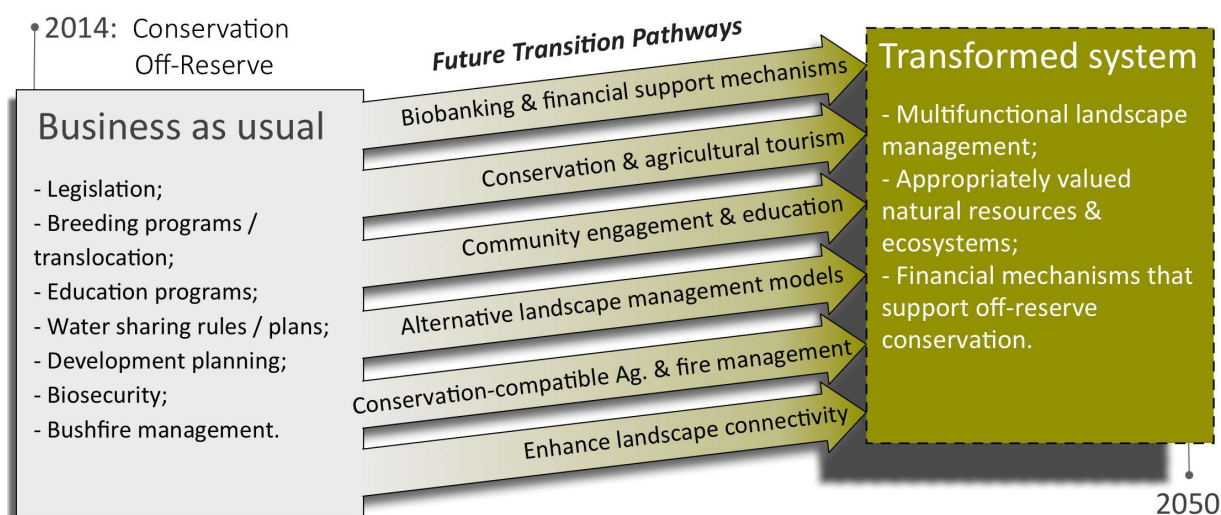 2014: Conservation
Off-Reserve
Business as usual
- Legislation;
- Breeding programs /
translocation;
- Education programs;
- Water sharing rules / plans;
- Development planning;
- Biosecurity;
- Bushfire management.
Future Transition Pathways
Biobanking & financial support mechanisms
Conservation & agricultural tourism
Community engagement & education
Alternative landscape management models
Conservation-compatible Ag. & fire management
Enhance landscape connectivity
Transformed system
- Multifunctional landscape
management;
- Appropriately valued
natural resources &
ecosystems;
- Financial mechanisms that
support off-reserve
conservation.
2050